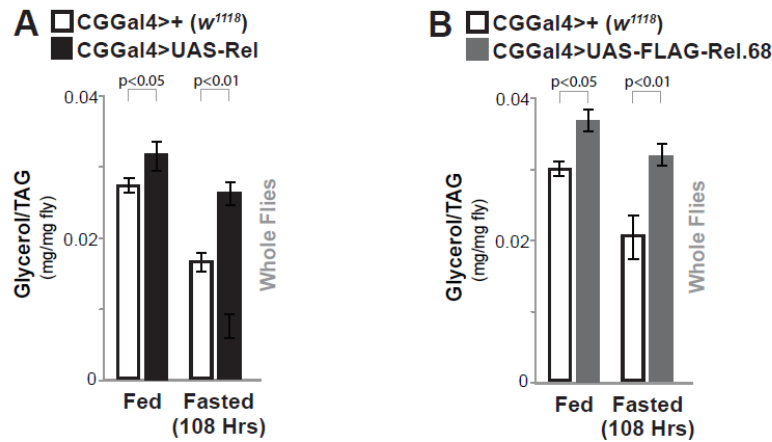 A
CGGal4>+ (w1118)
CGGal4>UAS-Rel
p<0.05
p<0.01
0.04
0.02
0
Glycerol/TAG
(mg/mg fly)
Whole Flies
Fed
Fasted
(108 Hrs)
B
CGGal4>+ (w1118)
CGGal4>UAS-FLAG-Rel.68
p<0.05
p<0.01
0.04
0.02
0
Glycerol/TAG
(mg/mg fly)
Whole Flies
Fed
Fasted
(108 Hrs)